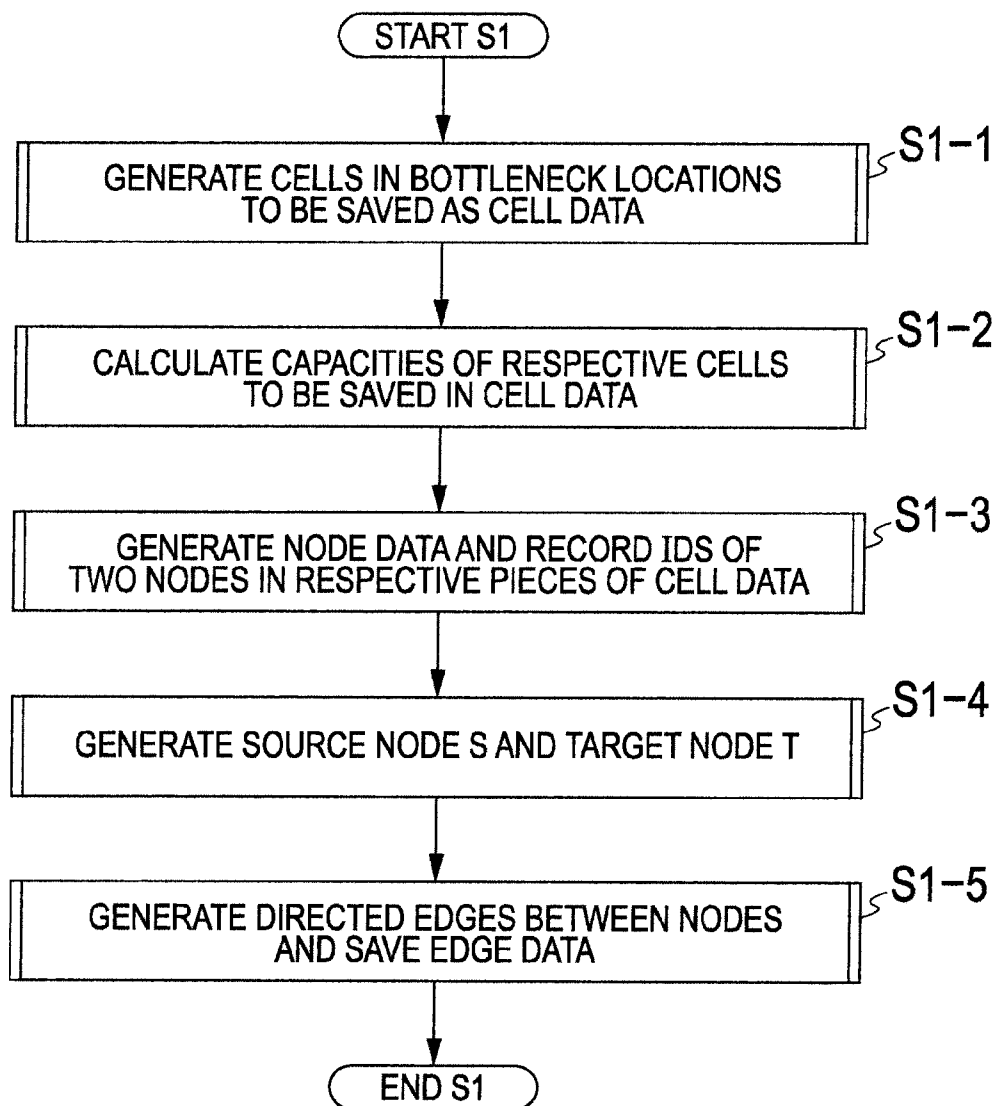 START S1
S1-1
GENERATE CELLS IN BOTTLENECK LOCATIONS
TO BE SAVED AS CELL DATA
S1-2
CALCULATE CAPACITIES OF RESPECTIVE CELLS
TO BE SAVED IN CELL DATA
S1-3
GENERATE NODE DATA AND RECORD IDS OF
TWO NODES IN RESPECTIVE PIECES OF CELL DATA
S1-4
GENERATE SOURCE NODE S AND TARGET NODE T
S1-5
GENERATE DIRECTED EDGES BETWEEN NODES
AND SAVE EDGE DATA
END S1